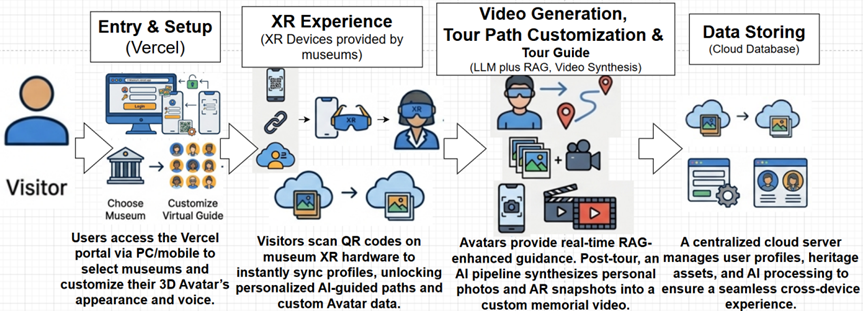 Entry & Setup
(Vercel)
XR Experience
(XR Devices provided by
museums)
Video Generation,
Tour Path Customization &
Tour Guide
(LLM plus RAG, Video Synthesis)
Data Storing
(Cloud Database)
Visitor
Login
Choose
Museum
Customize
Virtual Guide
XR
XR
Users access the Vercel
portal via PC/mobile to
select museums and
customize their 3D Avatar's
appearance and voice.
Visitors scan QR codes on
museum XR hardware to
instantly sync profiles, unlocking
personalized AI-guided paths and
custom Avatar data.
Avatars provide real-time RAG-
enhanced guidance. Post-tour, an
AI pipeline synthesizes personal
photos and AR snapshots into a
custom memorial video.
A centralized cloud server
manages user profiles, heritage
assets, and AI processing to
ensure a seamless cross-device
experience.